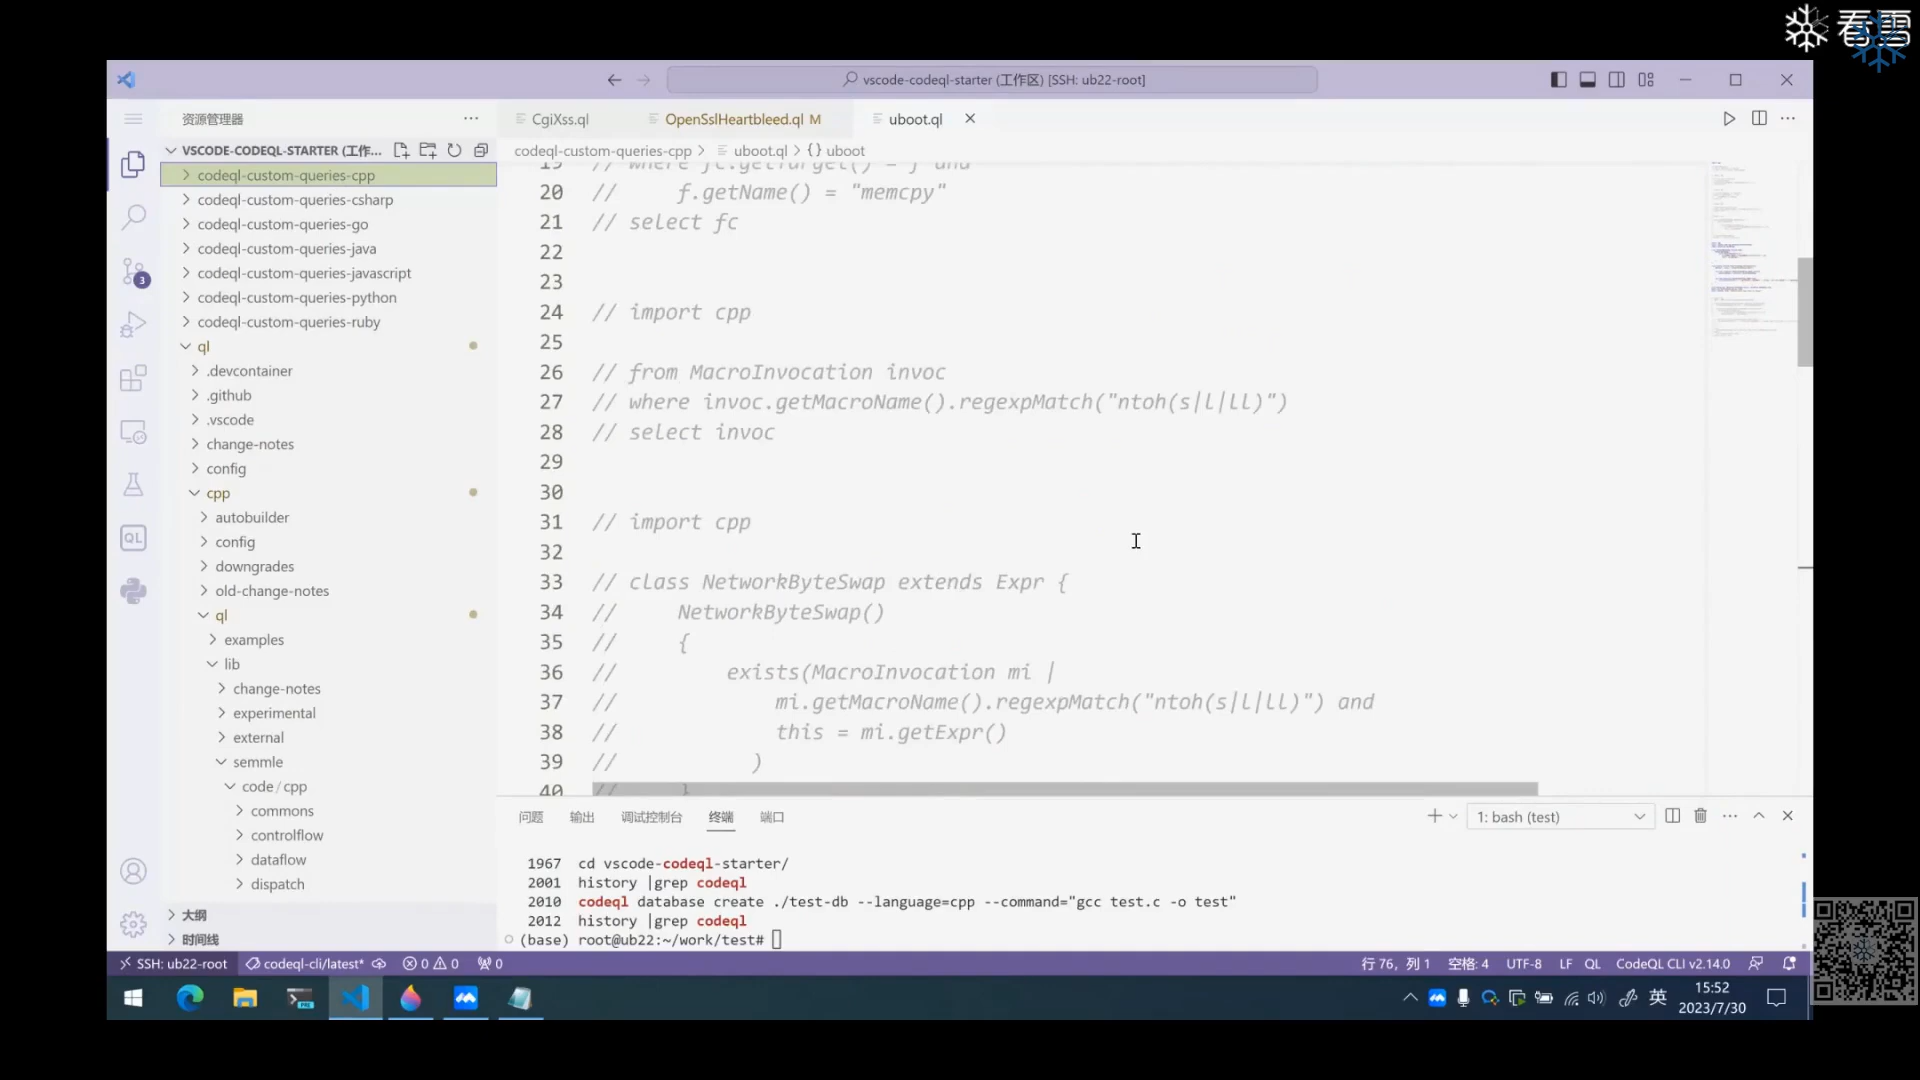 看雪
vscode-codeql-starter (工作区) [SSH: ub22-root]
资源管理器
CgiXss.ql
OpenSslHeartbleed.ql M
uboot.ql
VSCODE-CODEQL-STARTER (工作...
codeql-custom-queries-cpp > uboot.ql > {} uboot
codeql-custom-queries-cpp
codeql-custom-queries-csharp
codeql-custom-queries-go
codeql-custom-queries-java
codeql-custom-queries-javascript
codeql-custom-queries-python
codeql-custom-queries-ruby
ql
.devcontainer
.github
.vscode
change-notes
config
cpp
autobuilder
config
downgrades
old-change-notes
ql
examples
lib
change-notes
experimental
external
semmle
code / cpp
commons
controlflow
dataflow
dispatch
大纲
时间线
3
QL
19 // where fc.getTarget() = f and
20 //     f.getName() = "memcpy"
21 // select fc
22
23
24 // import cpp
25
26 // from MacroInvocation invoc
27 // where invoc.getMacroName().regexpMatch("ntoh(s|l|ll)")
28 // select invoc
29
30
31 // import cpp
32
33 // class NetworkByteSwap extends Expr {
34 //     NetworkByteSwap()
35 //     {
36 //         exists(MacroInvocation mi |
37 //             mi.getMacroName().regexpMatch("ntoh(s|l|ll)") and
38 //             this = mi.getExpr()
39 //           )
40 //     }
问题 输出 调试控制台 终端 端口
1: bash (test)
1967 cd vscode-codeql-starter/
2001 history |grep codeql
2010 codeql database create ./test-db --language=cpp --command="gcc test.c -o test"
2012 history |grep codeql
(base) root@ub22:~/work/test#
SSH: ub22-root codeql-cli/latest* 0 0 0
行 76，列 1 空格: 4 UTF-8 LF QL CodeQL CLI v2.14.0
英
15:52
2023/7/30